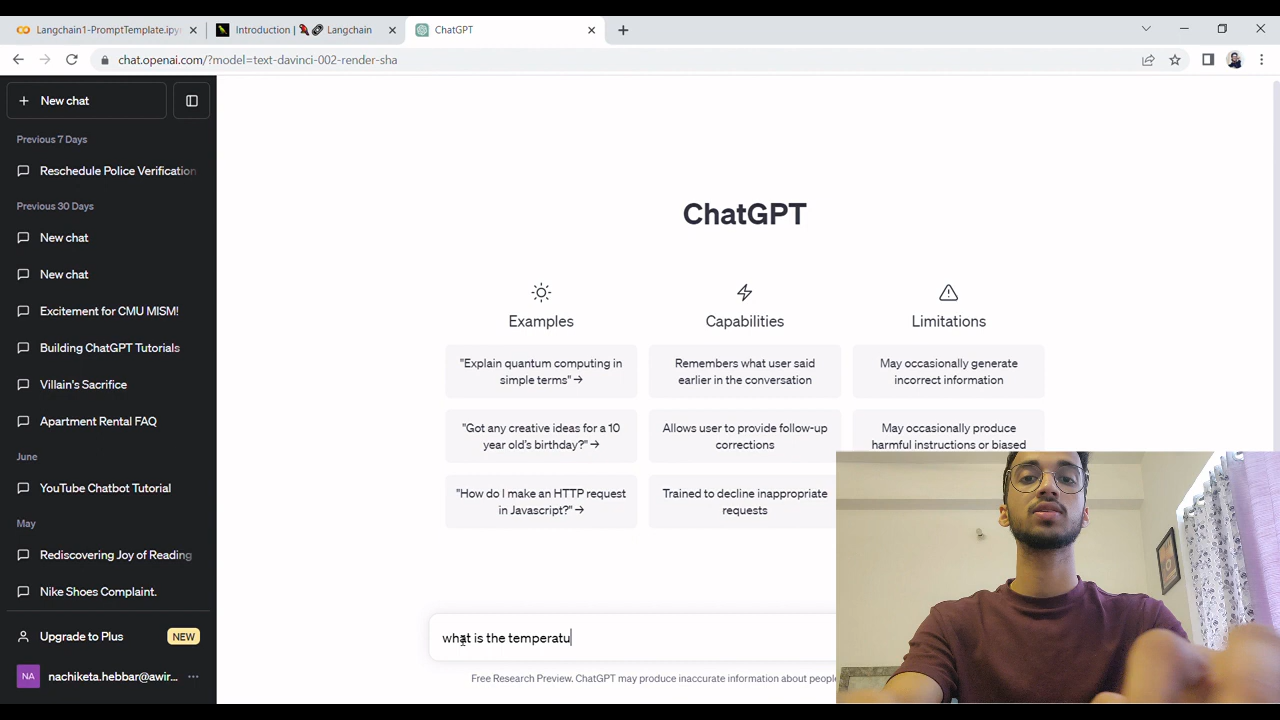 Langchain1-PromptTemplate.ipyn
Introduction | Langchain
ChatGPT
chat.openai.com/?model=text-davinci-002-render-sha
New chat
Previous 7 Days
Reschedule Police Verification
Previous 30 Days
New chat
New chat
Excitement for CMU MISM!
Building ChatGPT Tutorials
Villain's Sacrifice
Apartment Rental FAQ
June
YouTube Chatbot Tutorial
May
Rediscovering Joy of Reading
Nike Shoes Complaint.
Upgrade to Plus
NEW
NA
nachiketa.hebbar@awir...
ChatGPT
Examples
"Explain quantum computing in
simple terms" →
"Got any creative ideas for a 10
year old's birthday?" →
"How do I make an HTTP request
in Javascript?" →
Capabilities
Remembers what user said
earlier in the conversation
Allows user to provide follow-up
corrections
Trained to decline inappropriate
requests
Limitations
May occasionally generate
incorrect information
May occasionally produce
harmful instructions or biased
what is the temperatu
Free Research Preview. ChatGPT may produce inaccurate information about people